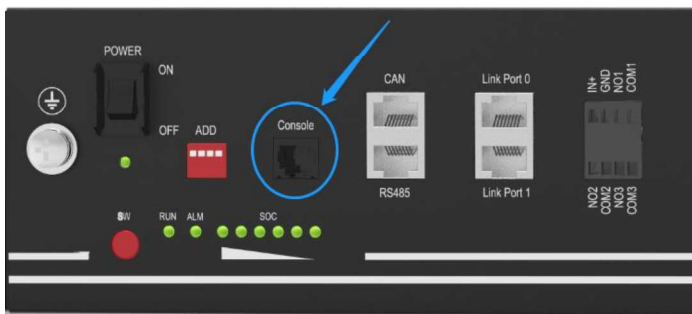 POWER
ON
OFF
ADD
Console
CAN
RS485
Link Port 0
Link Port 1
IN+
GND
NO1
COM1
NO2
COM2
NO3
COM3
SW
RUN
ALM
SOC